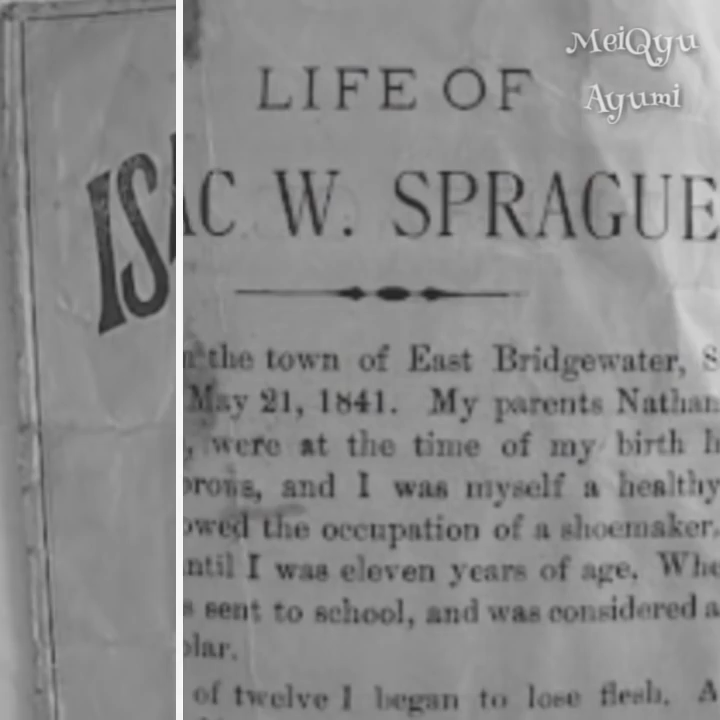 MeiQyu
Ayumi
ISA
LIFE OF
AC W. SPRAGUE
the town of East Bridgewater, S
May 21, 1841. My parents Nathan
, were at the time of my birth h
orous, and I was myself a healthy
owed the occupation of a shoemaker,
ntil I was eleven years of age. Whe
s sent to school, and was considered a
olar.
of twelve I began to lose flesh. A